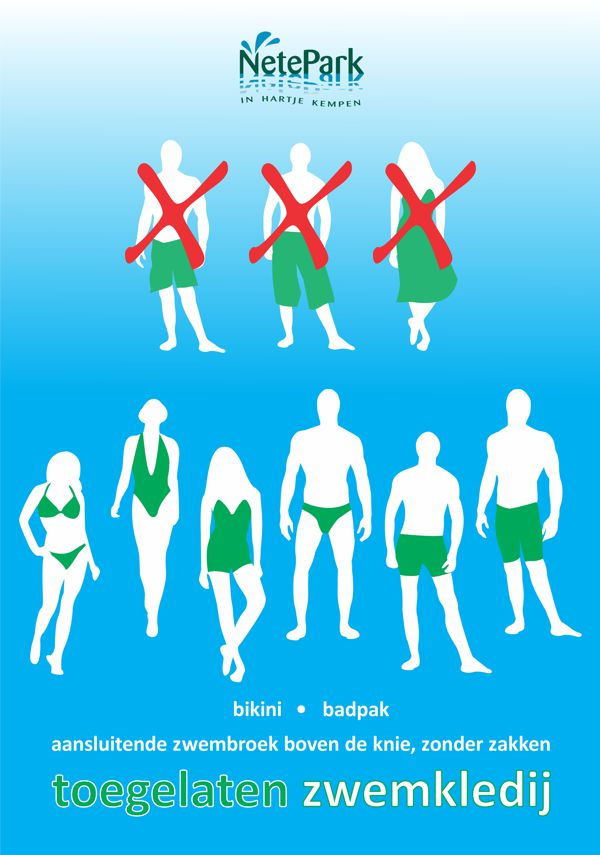 NetePark
IN HARTJE KEMPEN
bikini • badpak
aansluitende zwembroek boven de knie, zonder zakken
toegelaten zwemkledij